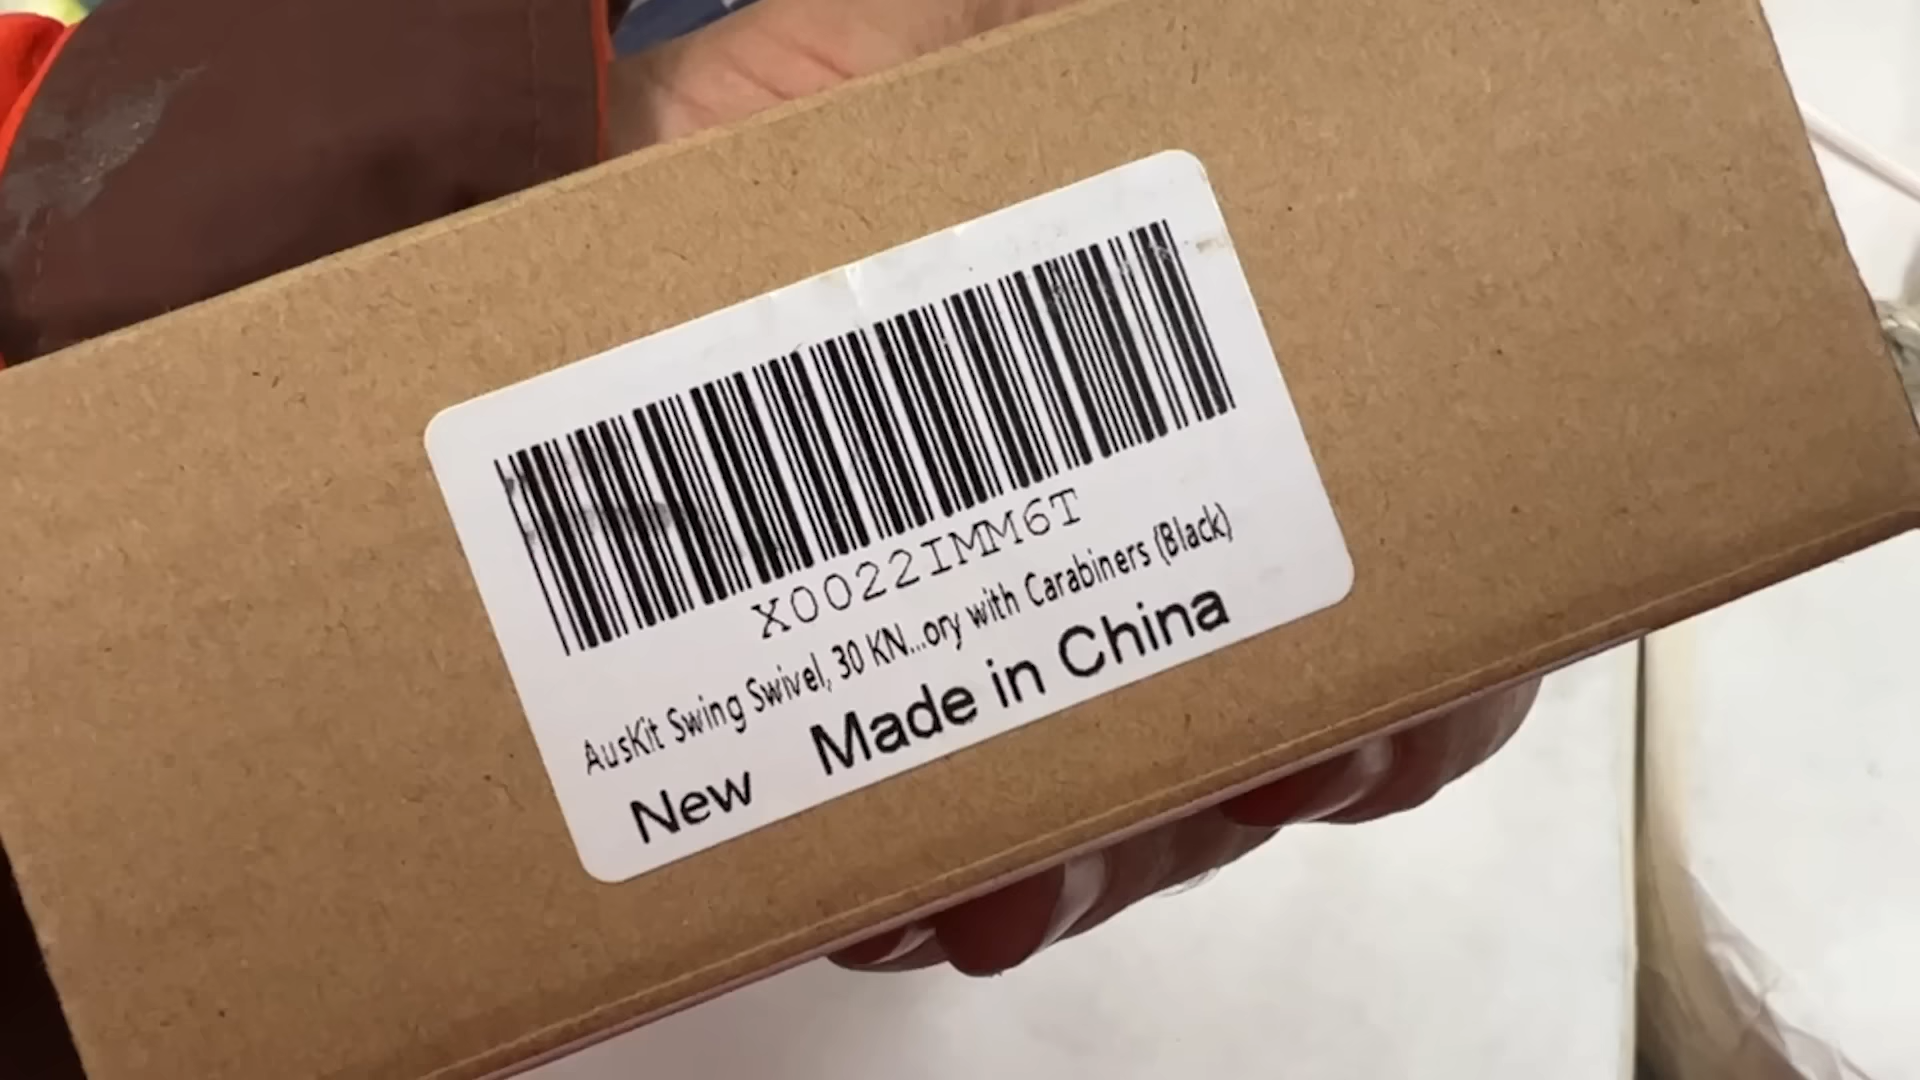 X0022IMM6T
AusKit Swing Swivel, 30 KN...ory with Carabiners (Black)
New Made in China